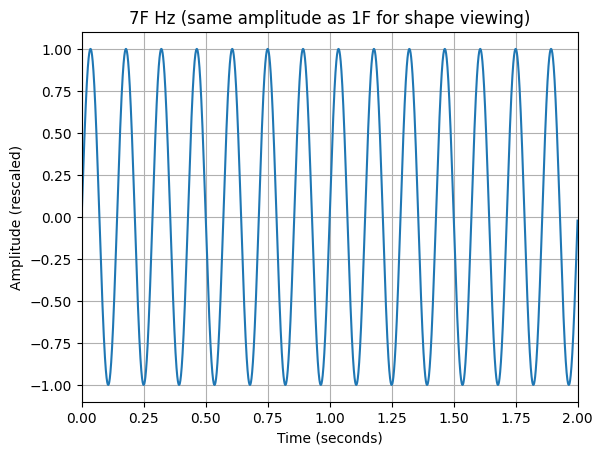 7F Hz (same amplitude as 1F for shape viewing)
1.00
0.75
0.50
0.25
0.00
−0.25
−0.50
−0.75
−1.00
Amplitude (rescaled)
0.00 0.25 0.50 0.75 1.00 1.25 1.50 1.75 2.00
Time (seconds)